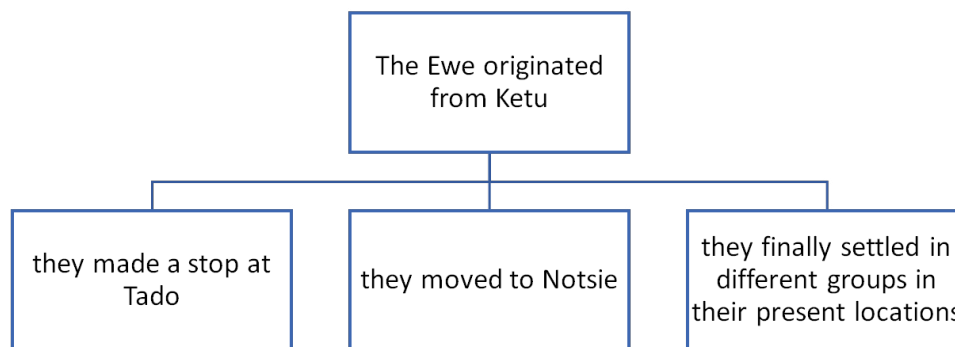 The Ewe originated
from Ketu
they made a stop at
Tado
they moved to Notsie
they finally settled in
different groups in
their present locations